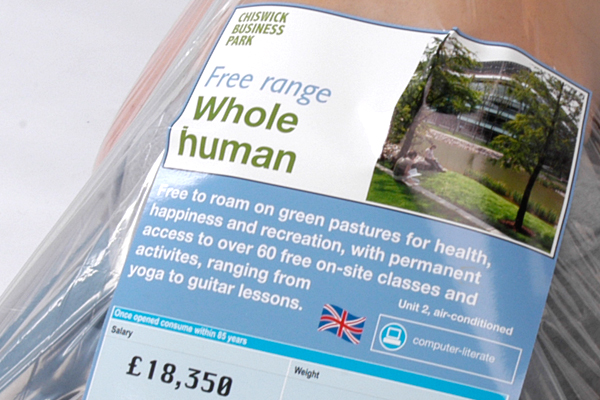 CHISWICK
BUSINESS
PARK
Free range
Whole
human
Free to roam on green pastures for health,
happiness and recreation, with permanent
access to over 60 free on-site classes and
activites, ranging from
yoga to guitar lessons.
Unit 2, air-conditioned
computer-literate
Once opened consume within 85 years
Salary
£18,350
Weight